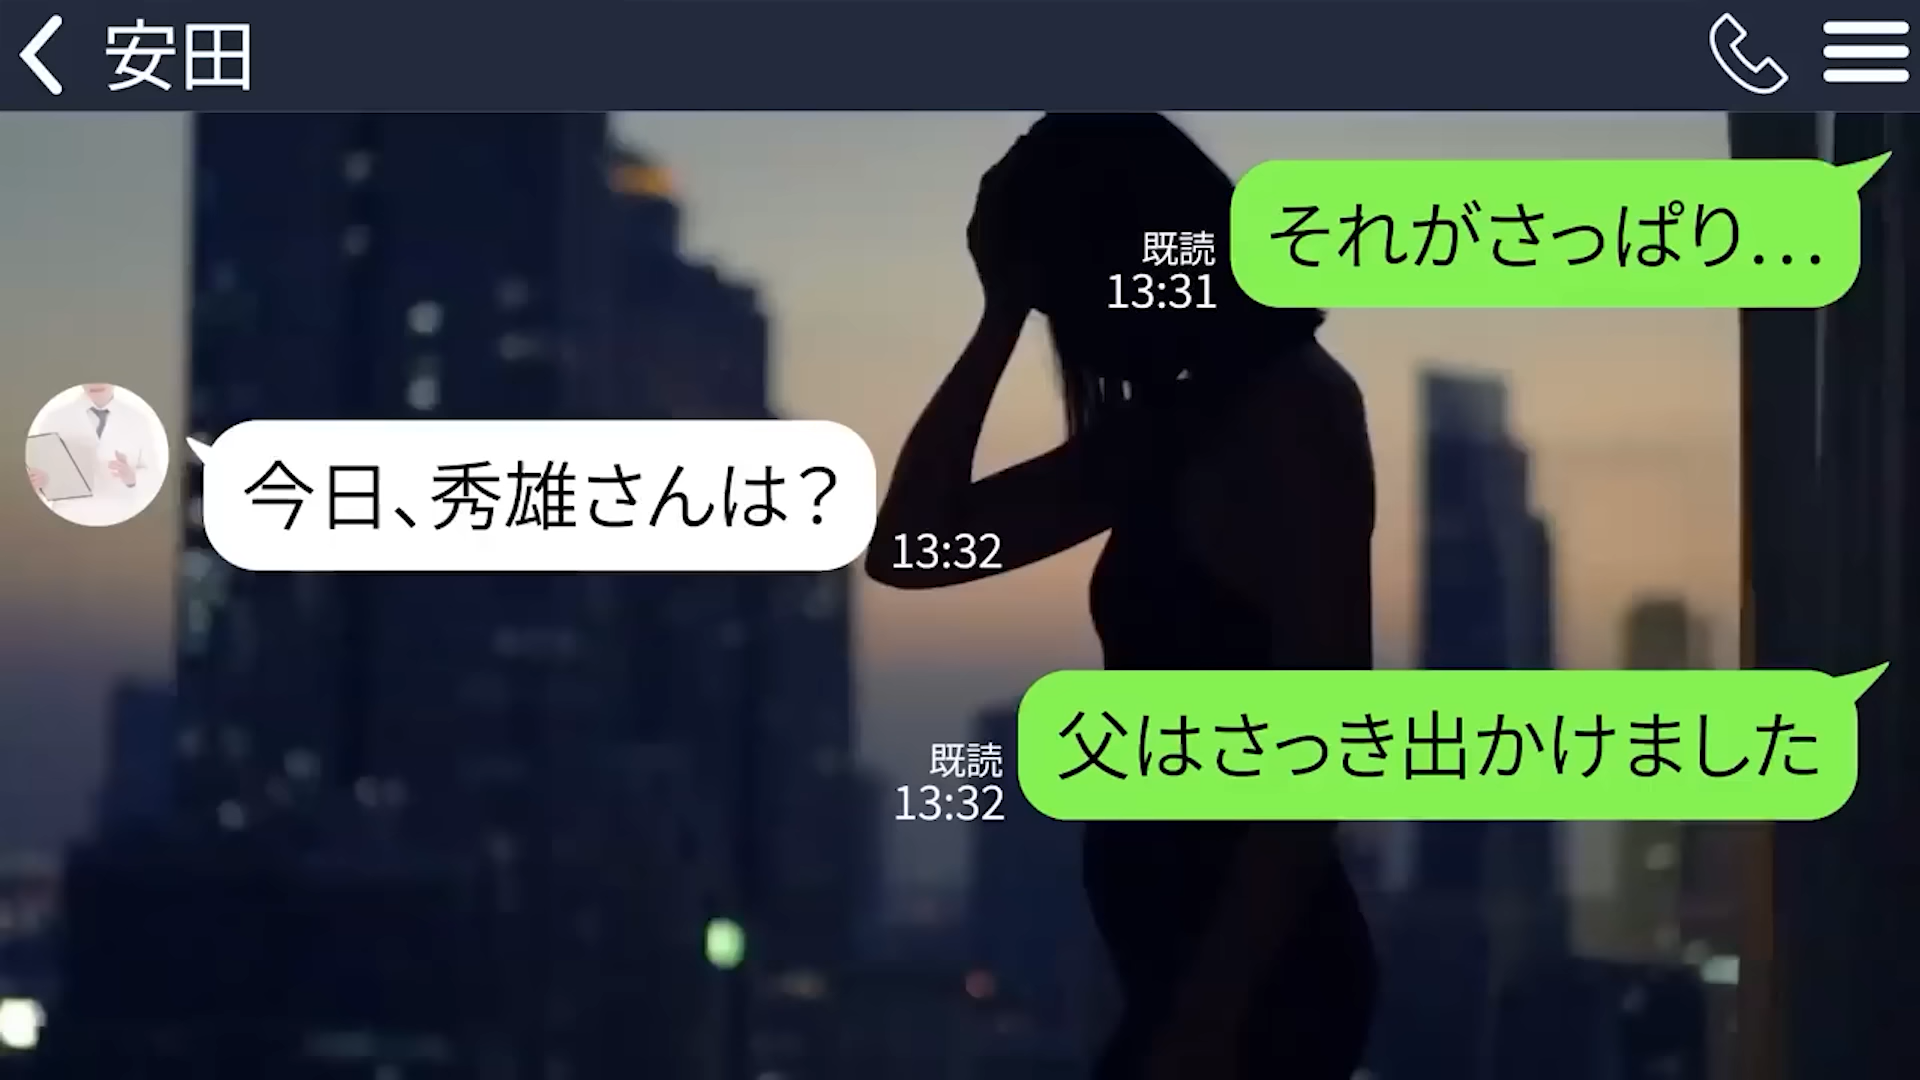 安田
それがさっぱり…
既読
13:31
今日、秀雄さんは？
13:32
父はさっき出かけました
既読
13:32